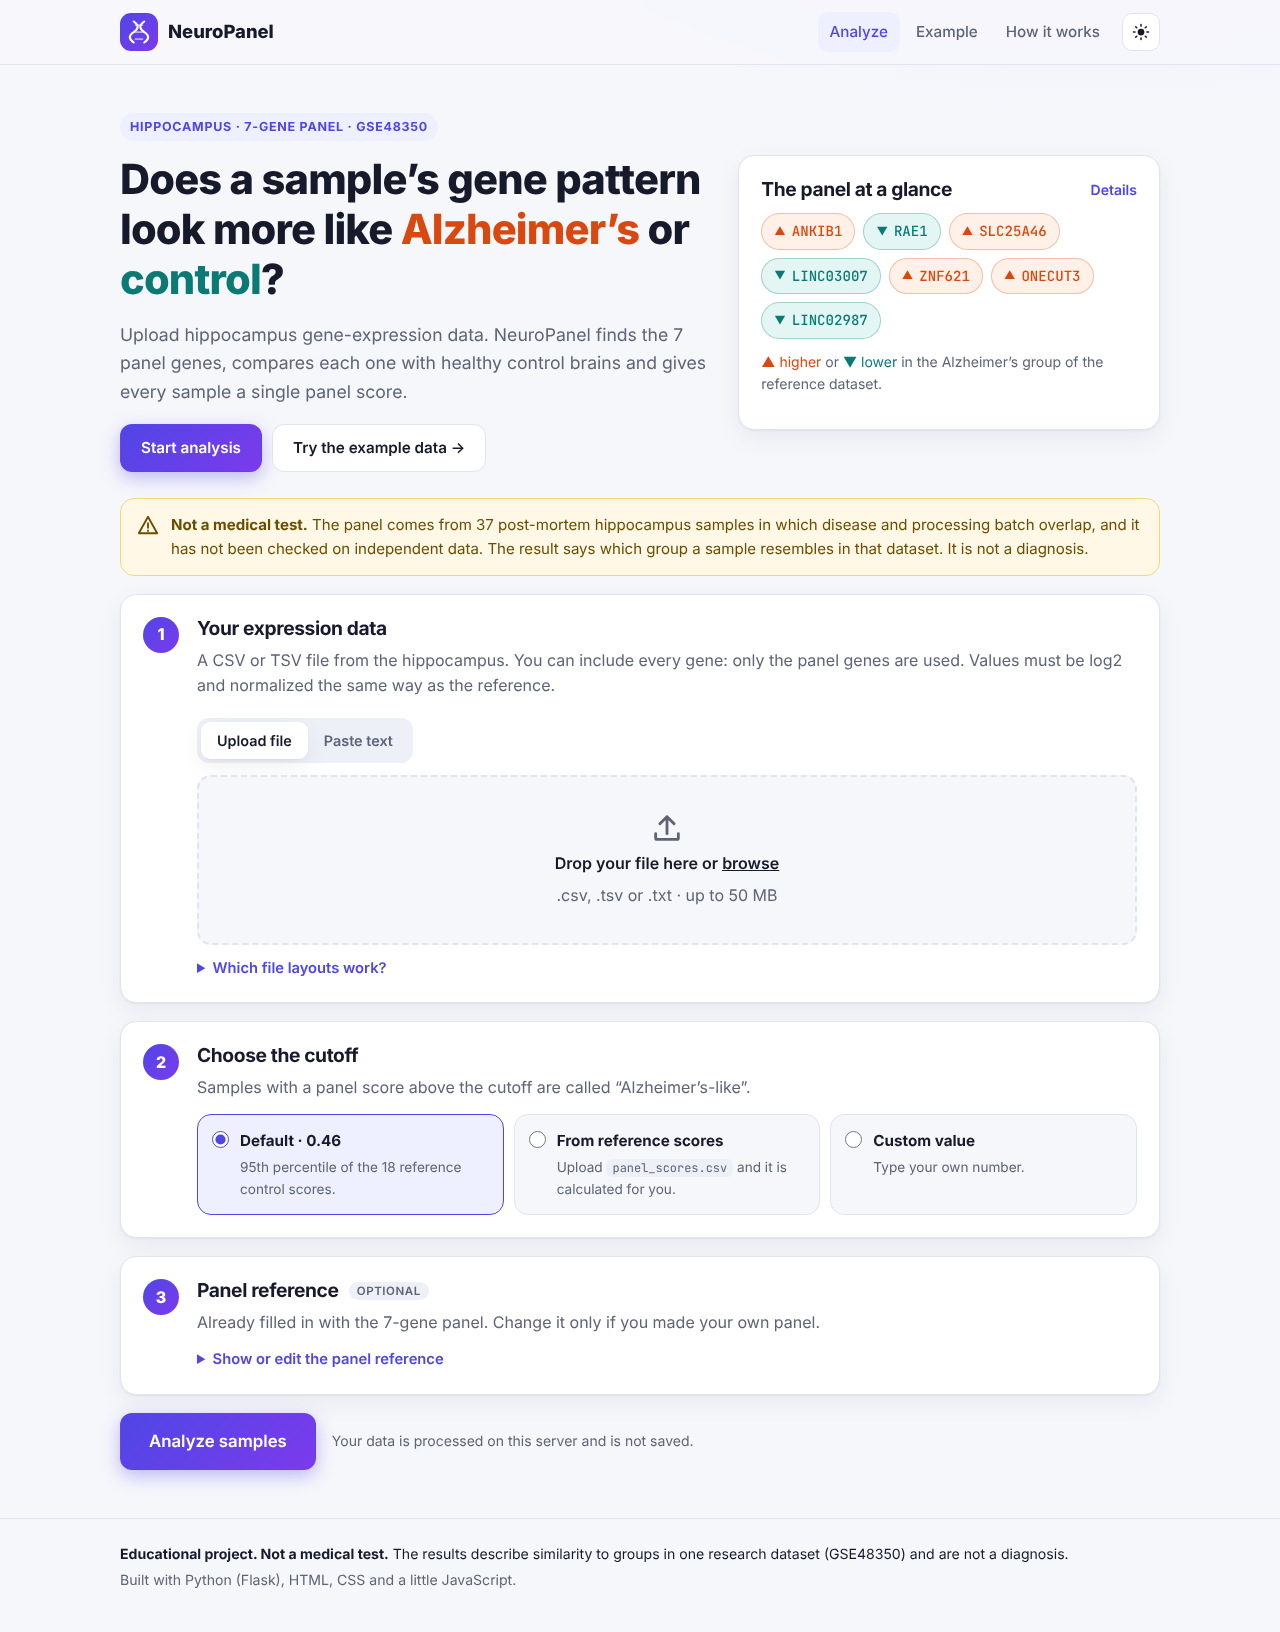 NeuroPanel
Analyze
Example
How it works
HIPPOCAMPUS · 7-GENE PANEL · GSE48350
Does a sample’s gene pattern
look more like Alzheimer’s or
control?
Upload hippocampus gene-expression data. NeuroPanel finds the 7
panel genes, compares each one with healthy control brains and gives
every sample a single panel score.
Start analysis
Try the example data →
The panel at a glance
Details
▲ ANKIB1
▼ RAE1
▲ SLC25A46
▼ LINC03007
▲ ZNF621
▲ ONECUT3
▼ LINC02987
▲ higher or ▼ lower in the Alzheimer’s group of the
reference dataset.
Not a medical test. The panel comes from 37 post-mortem hippocampus samples in which disease and processing batch overlap, and it
has not been checked on independent data. The result says which group a sample resembles in that dataset. It is not a diagnosis.
1
Your expression data
A CSV or TSV file from the hippocampus. You can include every gene: only the panel genes are used. Values must be log2
and normalized the same way as the reference.
Upload file
Paste text
Drop your file here or browse
.csv, .tsv or .txt · up to 50 MB
▶ Which file layouts work?
2
Choose the cutoff
Samples with a panel score above the cutoff are called “Alzheimer’s-like”.
Default · 0.46
95th percentile of the 18 reference
control scores.
From reference scores
Upload panel_scores.csv and it is
calculated for you.
Custom value
Type your own number.
3
Panel reference OPTIONAL
Already filled in with the 7-gene panel. Change it only if you made your own panel.
▶ Show or edit the panel reference
Analyze samples
Your data is processed on this server and is not saved.
Educational project. Not a medical test. The results describe similarity to groups in one research dataset (GSE48350) and are not a diagnosis.
Built with Python (Flask), HTML, CSS and a little JavaScript.